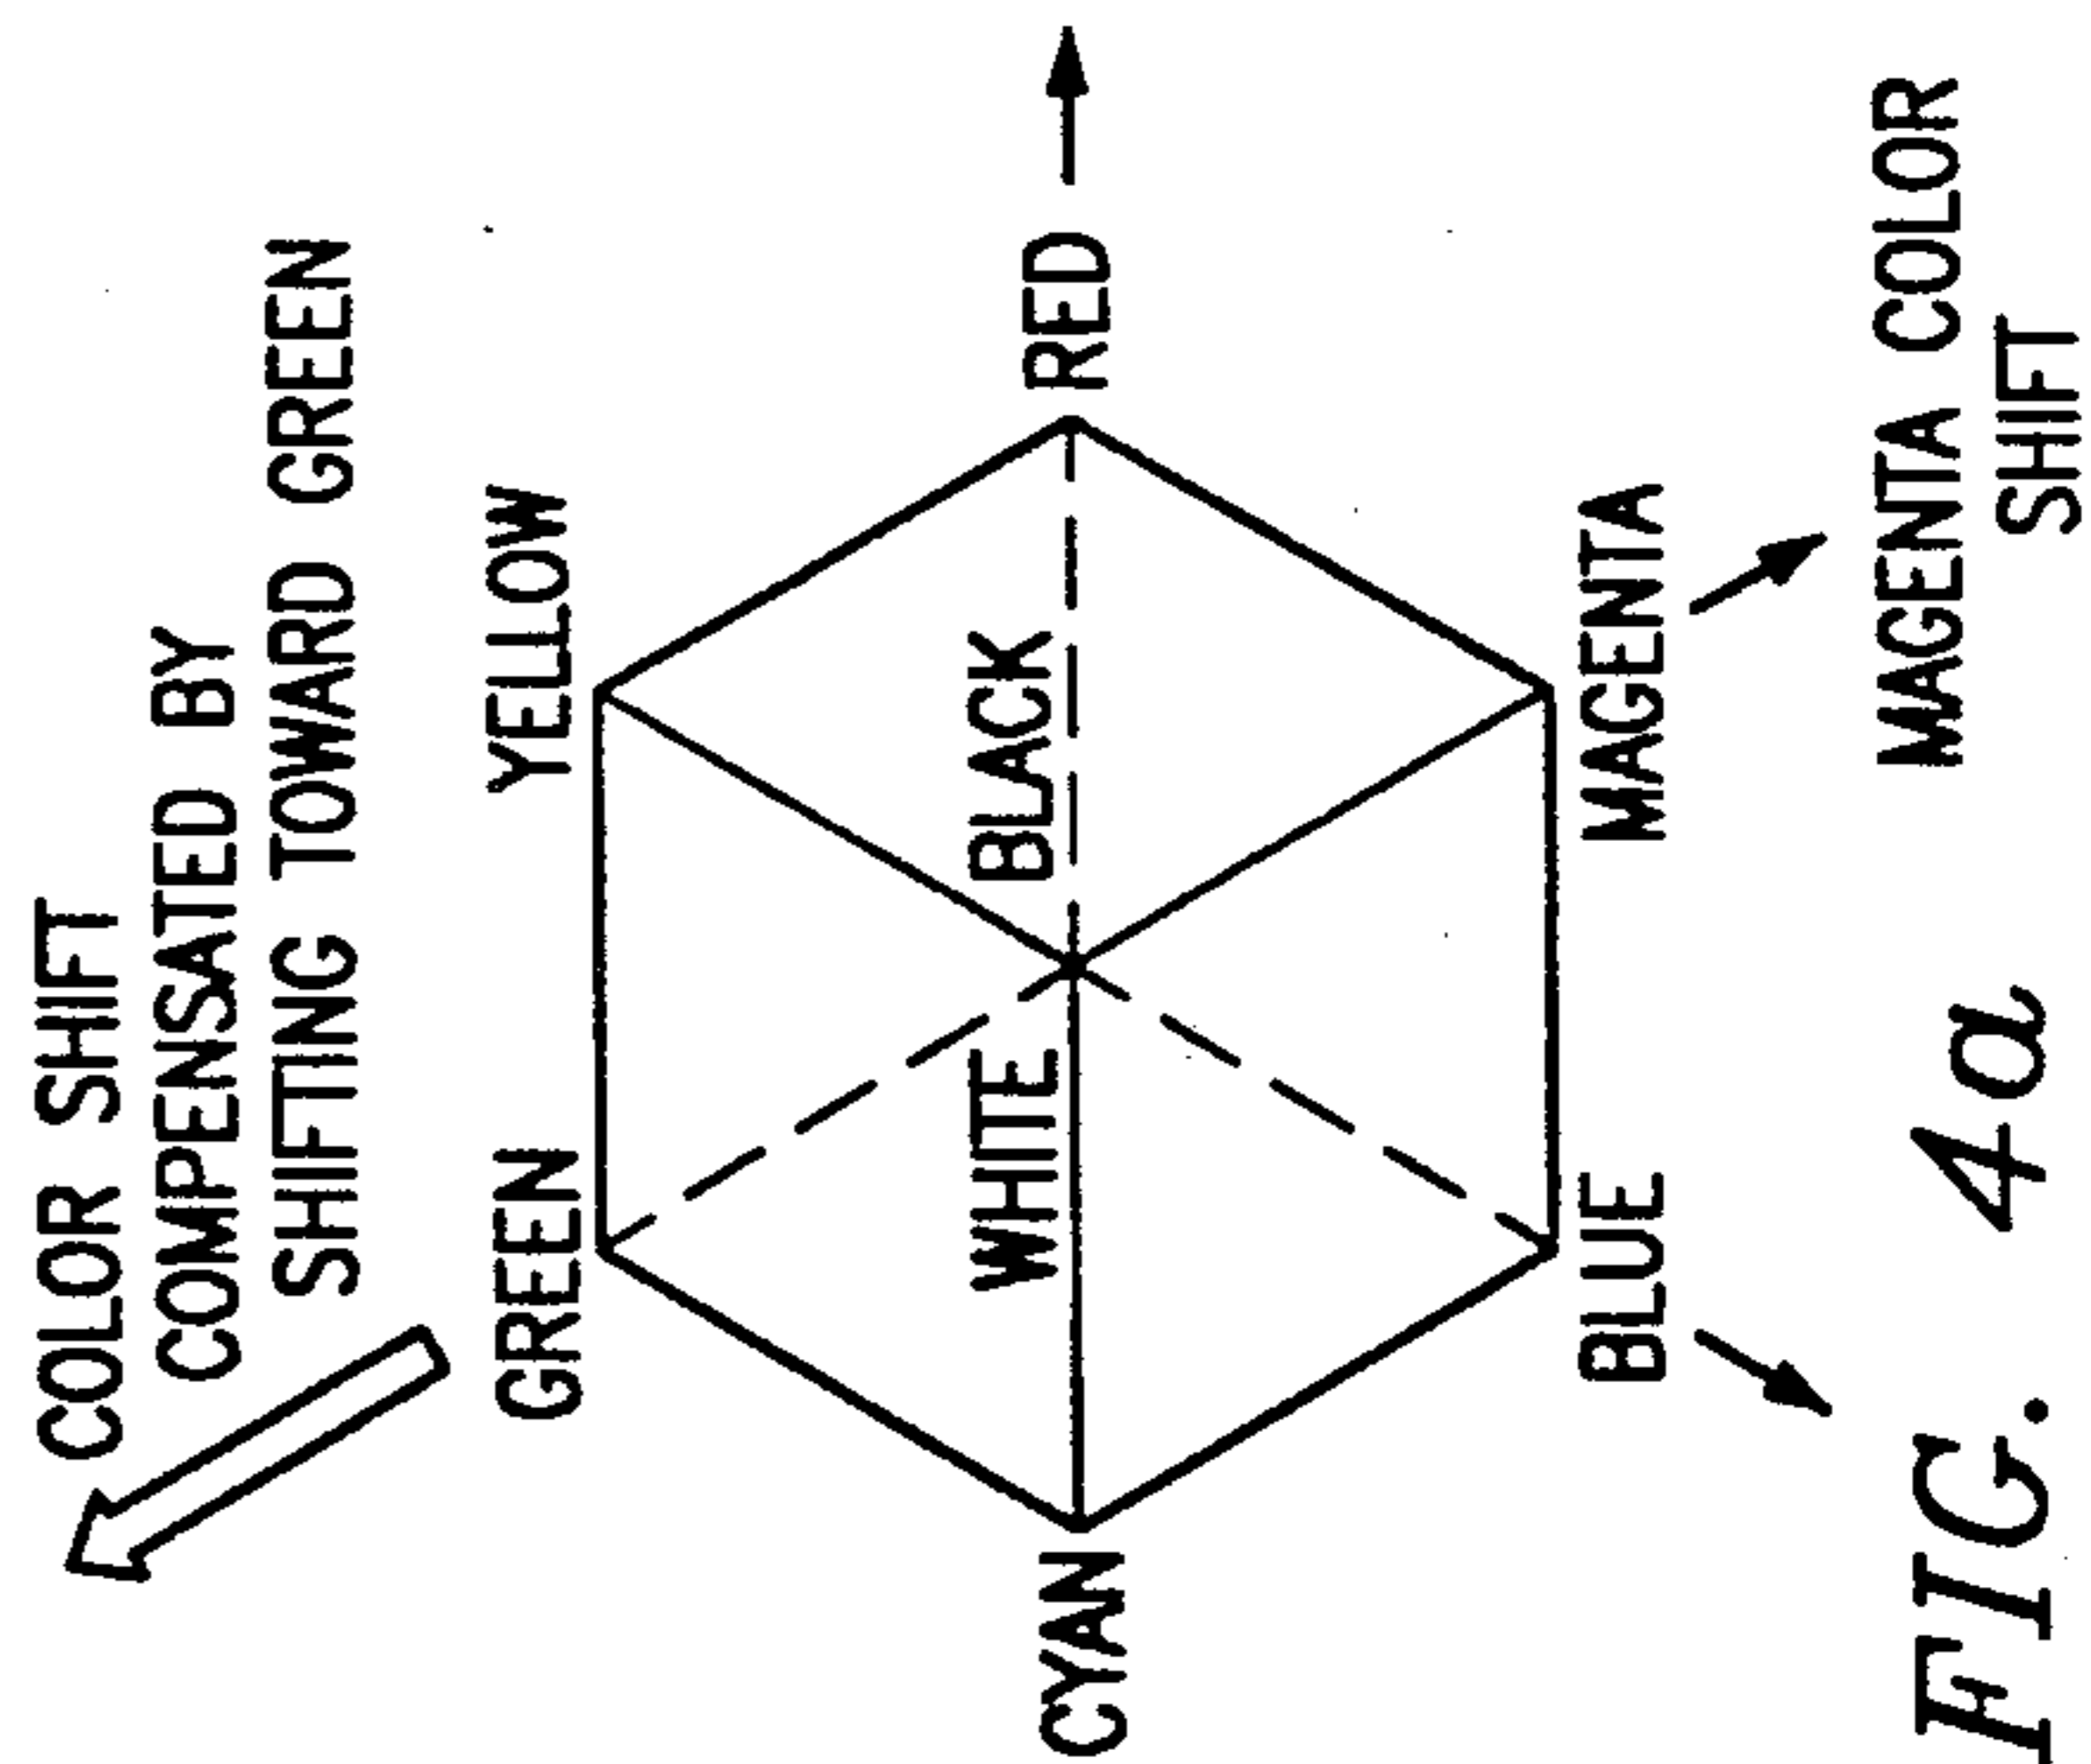 COLOR SHIFT
COMPENSATED BY
SHIFTING TOWARD GREEN
GREEN
YELLOW
CYAN
WHITE
BLACK
RED
BLUE
MAGENTA
MAGENTA COLOR
SHIFT
FIG. 4a